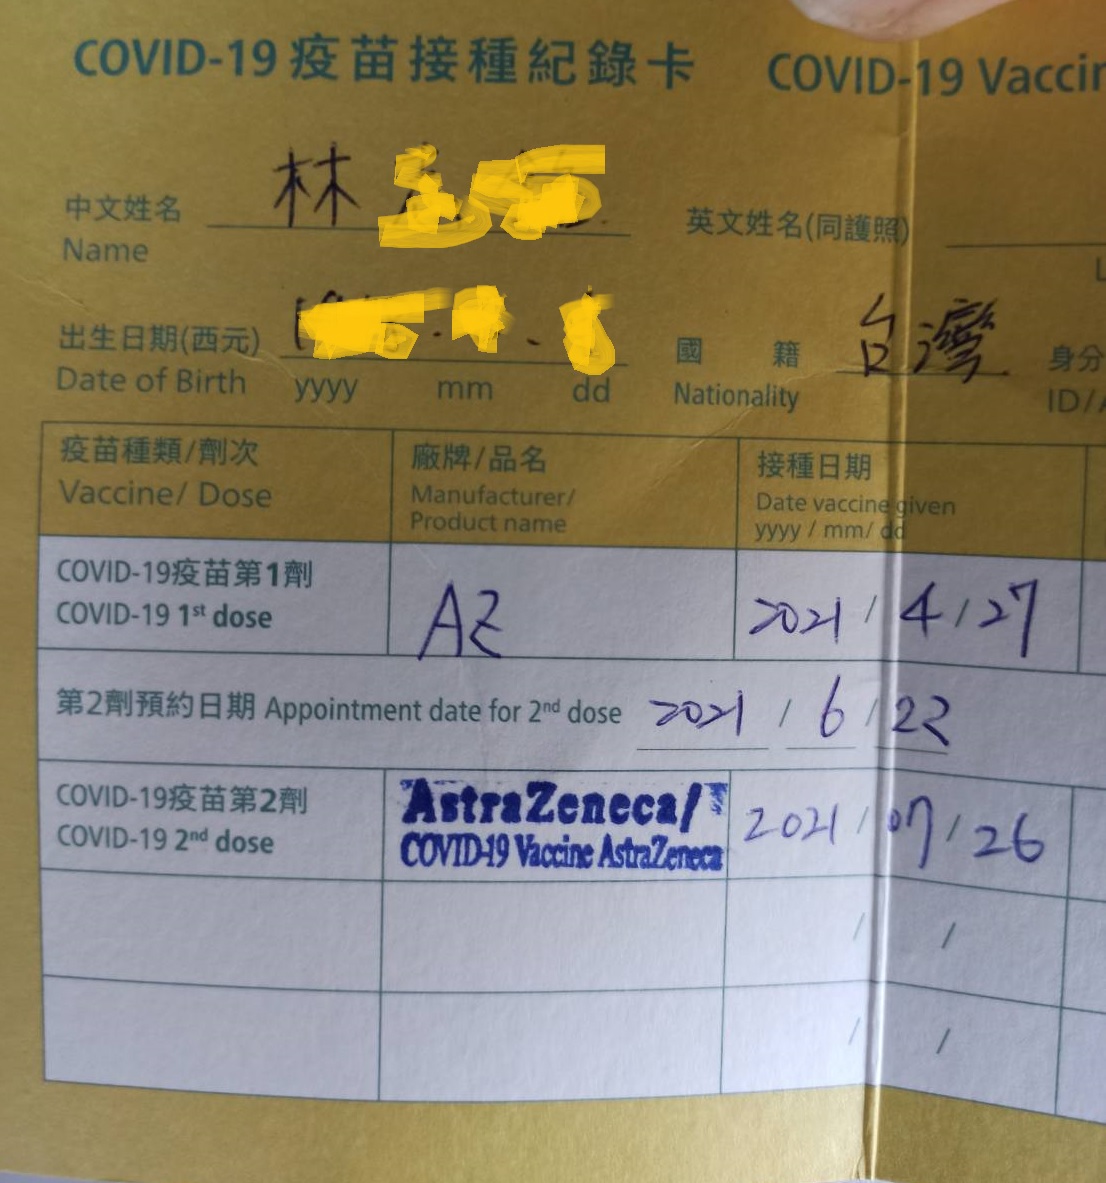 COVID-19 疫苗接種紀錄卡 COVID-19 Vaccin
中文姓名 林
Name
英文姓名(同護照)
出生日期(西元)
Date of Birth yyyy mm dd
國籍 台灣 身分
Nationality ID/
疫苗種類/劑次 廠牌/品名 接種日期
Vaccine/ Dose Manufacturer/ Date vaccine given
Product name yyyy / mm/ dd
COVID-19疫苗第1劑
COVID-19 1st dose AZ 2021 / 4 / 27
第2劑預約日期 Appointment date for 2nd dose 2021 / 6 / 22
COVID-19疫苗第2劑 AstraZeneca/
COVID-19 2nd dose COVID-19 Vaccine AstraZeneca 2021 / 07 / 26
/ /
/ /